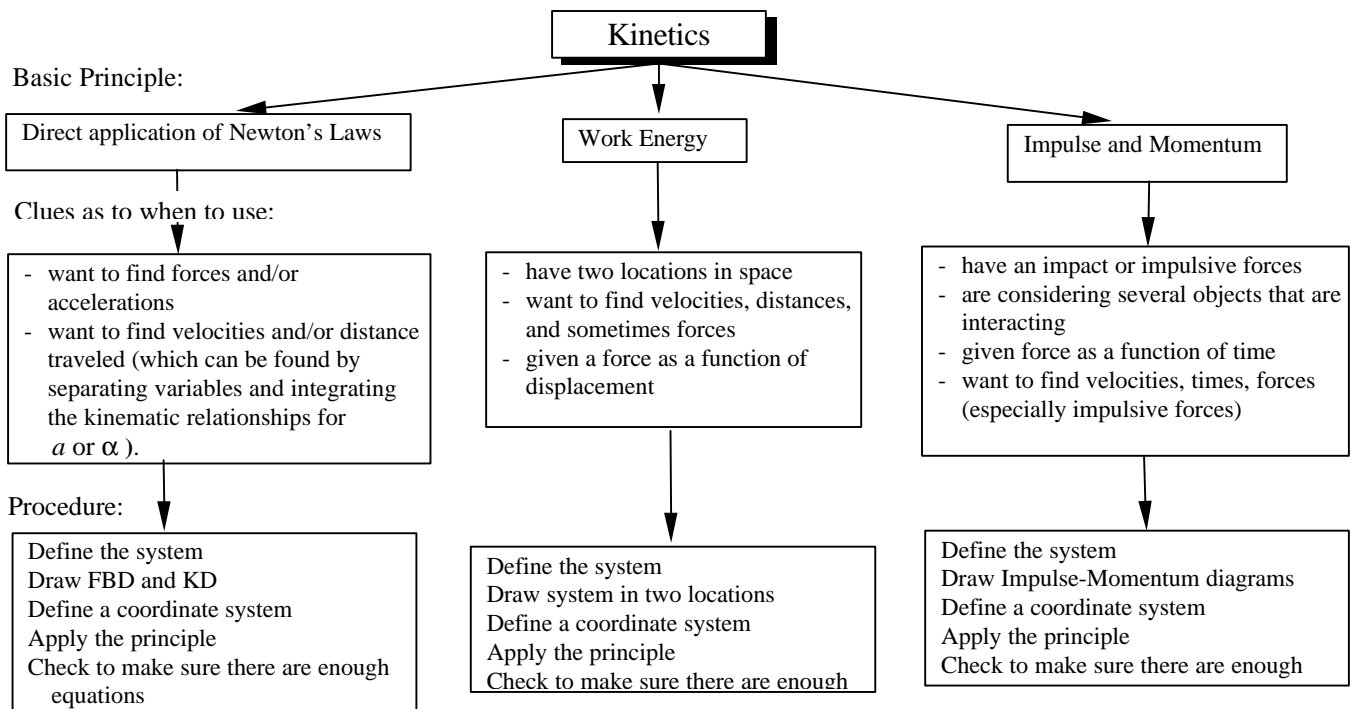 Kinetics
Basic Principle:
Direct application of Newton's Laws
Work Energy
Impulse and Momentum
Clues as to when to use:
- want to find forces and/or
accelerations
- want to find velocities and/or distance
traveled (which can be found by
separating variables and integrating
the kinematic relationships for
a or α ).
- have two locations in space
- want to find velocities, distances,
and sometimes forces
- given a force as a function of
displacement
- have an impact or impulsive forces
- are considering several objects that are
interacting
- given force as a function of time
- want to find velocities, times, forces
(especially impulsive forces)
Procedure:
Define the system
Draw FBD and KD
Define a coordinate system
Apply the principle
Check to make sure there are enough
equations
Define the system
Draw system in two locations
Define a coordinate system
Apply the principle
Check to make sure there are enough
Define the system
Draw Impulse-Momentum diagrams
Define a coordinate system
Apply the principle
Check to make sure there are enough